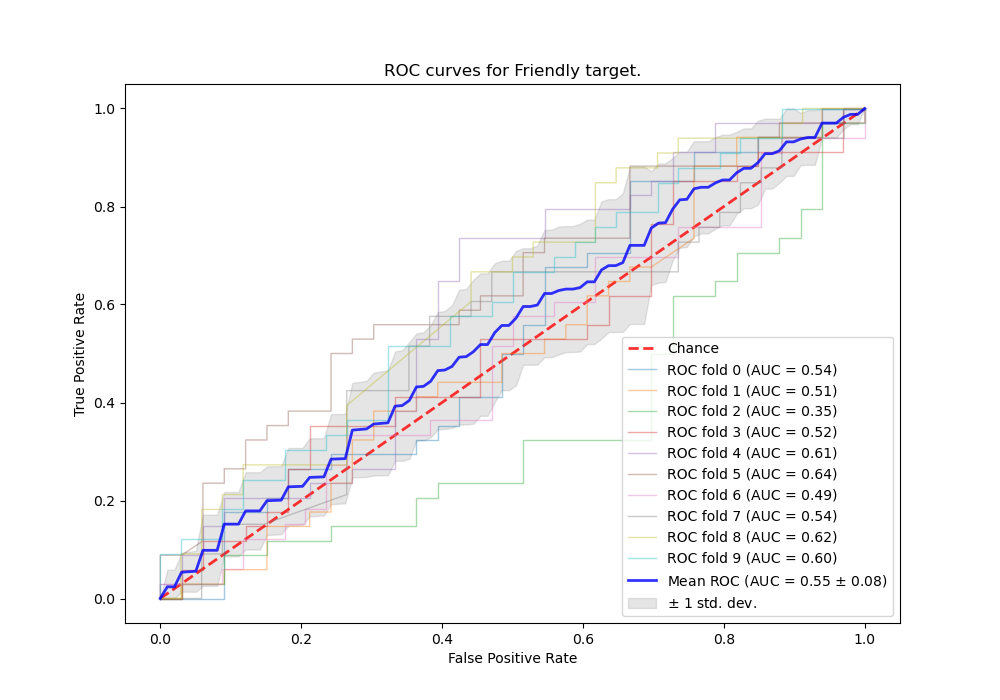 ROC curves for Friendly target.
True Positive Rate
1.0
0.8
0.6
0.4
0.2
0.0
Chance
ROC fold 0 (AUC = 0.54)
ROC fold 1 (AUC = 0.51)
ROC fold 2 (AUC = 0.35)
ROC fold 3 (AUC = 0.52)
ROC fold 4 (AUC = 0.61)
ROC fold 5 (AUC = 0.64)
ROC fold 6 (AUC = 0.49)
ROC fold 7 (AUC = 0.54)
ROC fold 8 (AUC = 0.62)
ROC fold 9 (AUC = 0.60)
Mean ROC (AUC = 0.55 ± 0.08)
± 1 std. dev.
0.0 0.2 0.4 0.6 0.8 1.0
False Positive Rate